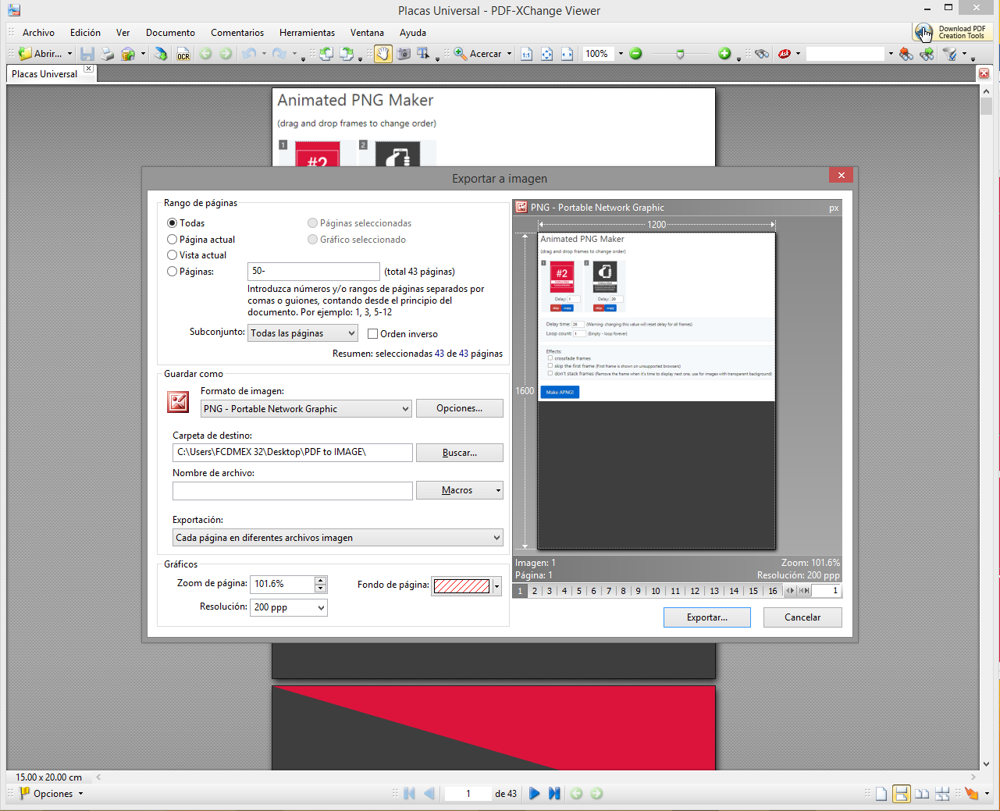 Placas Universal - PDF-XChange Viewer
Archivo Edición Ver Documento Comentarios Herramientas Ventana Ayuda
Download PDF
Creation Tools
Abrir... OCR Acercar 1:1 100% Ask
Placas Universal
Animated PNG Maker
(drag and drop frames to change order)
1 2
#2
Exportar a imagen
Rango de páginas
Todas Páginas seleccionadas
Página actual Gráfico seleccionado
Vista actual
Páginas: 50- (total 43 páginas)
Introduzca números y/o rangos de páginas separados por
comas o guiones, contando desde el principio del
documento. Por ejemplo: 1, 3, 5-12
Subconjunto: Todas las páginas Orden inverso
Resumen: seleccionadas 43 de 43 páginas
Guardar como
Formato de imagen:
PNG - Portable Network Graphic Opciones...
Carpeta de destino:
C:\Users\FCDMEX 32\Desktop\PDF to IMAGE\ Buscar...
Nombre de archivo:
Macros
Exportación:
Cada página en diferentes archivos imagen
Gráficos
Zoom de página: 101.6% Fondo de página:
Resolución: 200 ppp
PNG - Portable Network Graphic px
1200
1600
Animated PNG Maker
(drag and drop frames to change order)
1 2
#2
Delay: 1 Delay: 20
skip copy skip copy
Delay time: 20 (Warning: changing this value will reset delay for all frames)
Loop count: 1 (Empty - loop forever)
Effects:
crossfade frames
skip the first frame (First frame is shown on unsupported browsers)
don't stack frames (Remove the frame when it's time to display next one, use for images with transparent background)
Make APNG!
Imagen: 1 Zoom: 101.6%
Página: 1 Resolución: 200 ppp
1 2 3 4 5 6 7 8 9 10 11 12 13 14 15 16 1
Exportar... Cancelar
15.00 x 20.00 cm
Opciones 1 de 43